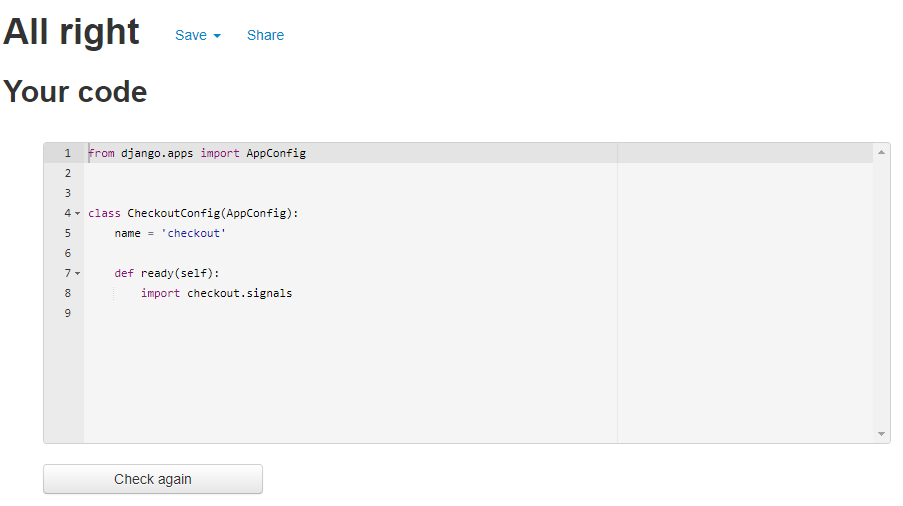 All right Save Share
Your code
1 from django.apps import AppConfig
2
3
4 class CheckoutConfig(AppConfig):
5     name = 'checkout'
6
7     def ready(self):
8         import checkout.signals
9
Check again